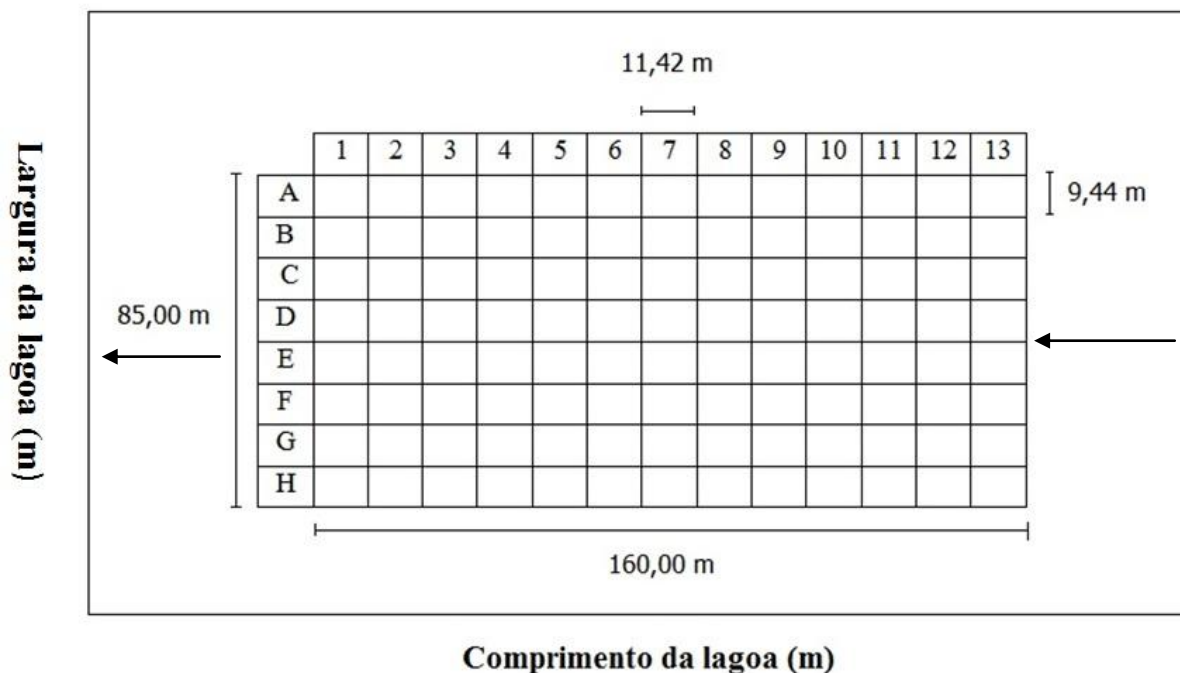 11,42 m
1 2 3 4 5 6 7 8 9 10 11 12 13
A
9,44 m
B
C
D
85,00 m
E
F
G
H
160,00 m
Largura da lagoa (m)
Comprimento da lagoa (m)